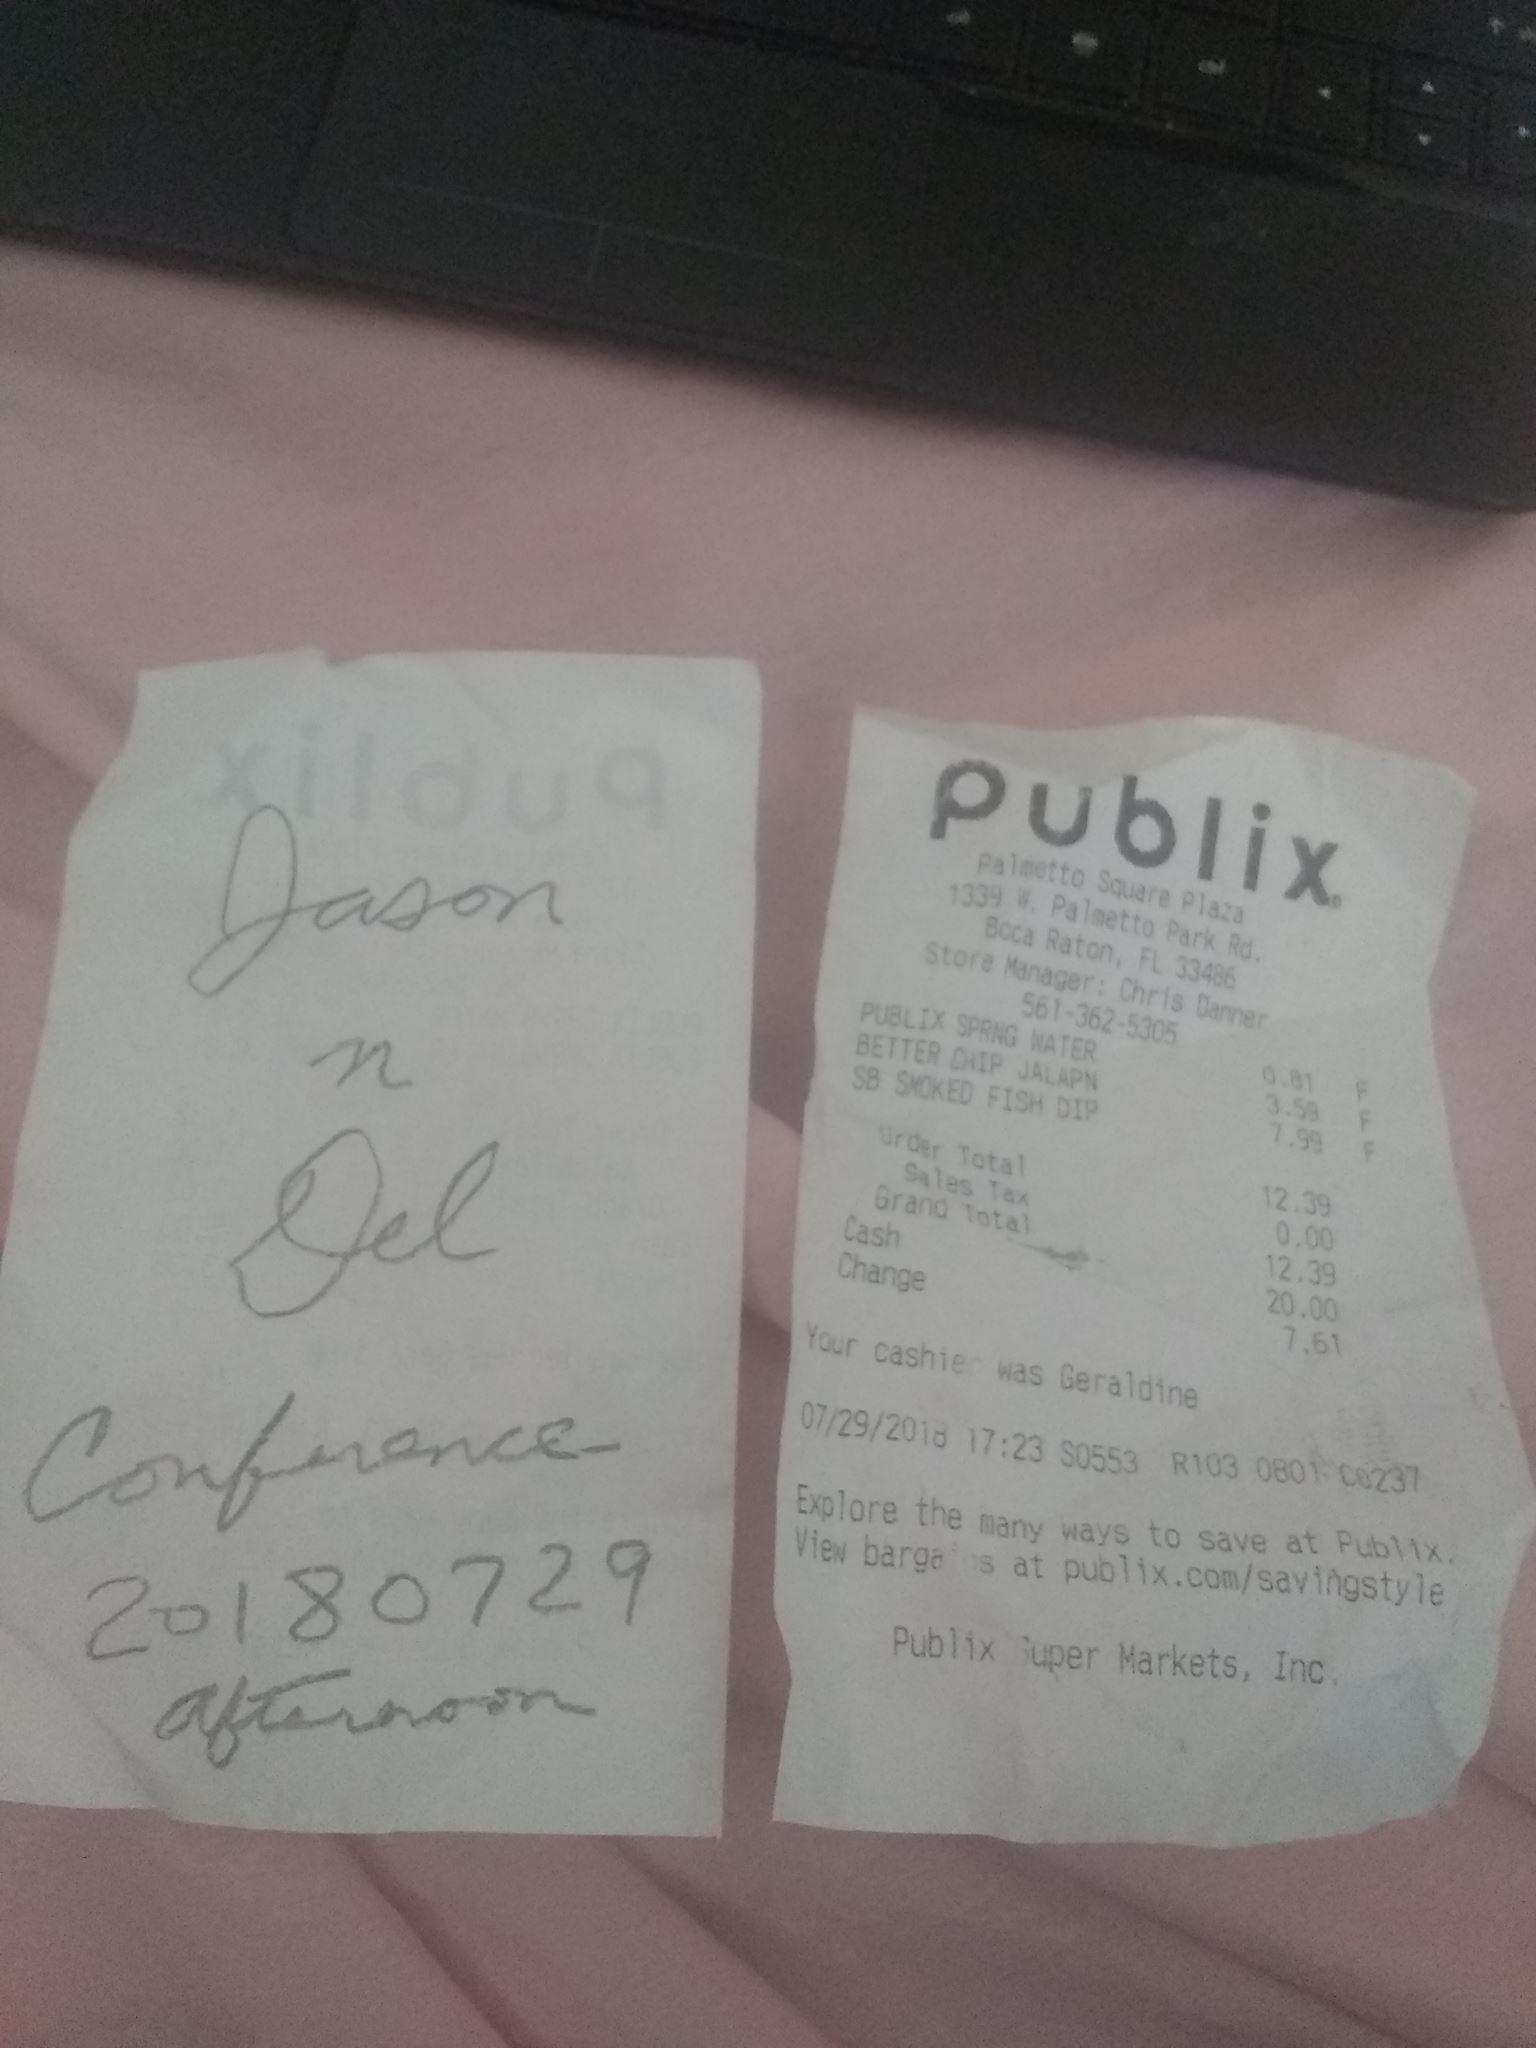 Jason
n
Del
Conference
20180729
afternoon
Publix
Palmetto Square Plaza
1339 W. Palmetto Park Rd.
Boca Raton, FL 33486
Store Manager: Chris Danner
561-362-5305
PUBLIX SPRNG WATER 0.81 F
BETTER CHIP JALAPN 3.59 F
SB SMOKED FISH DIP 7.99 F
Order Total 12.39
Sales Tax 0.00
Grand Total 12.39
Cash 20.00
Change 7.61
Your cashier was Geraldine
07/29/2018 17:23 S0553 R103 0801 C0237
Explore the many ways to save at Publix.
View bargains at publix.com/savingstyle
Publix Super Markets, Inc.